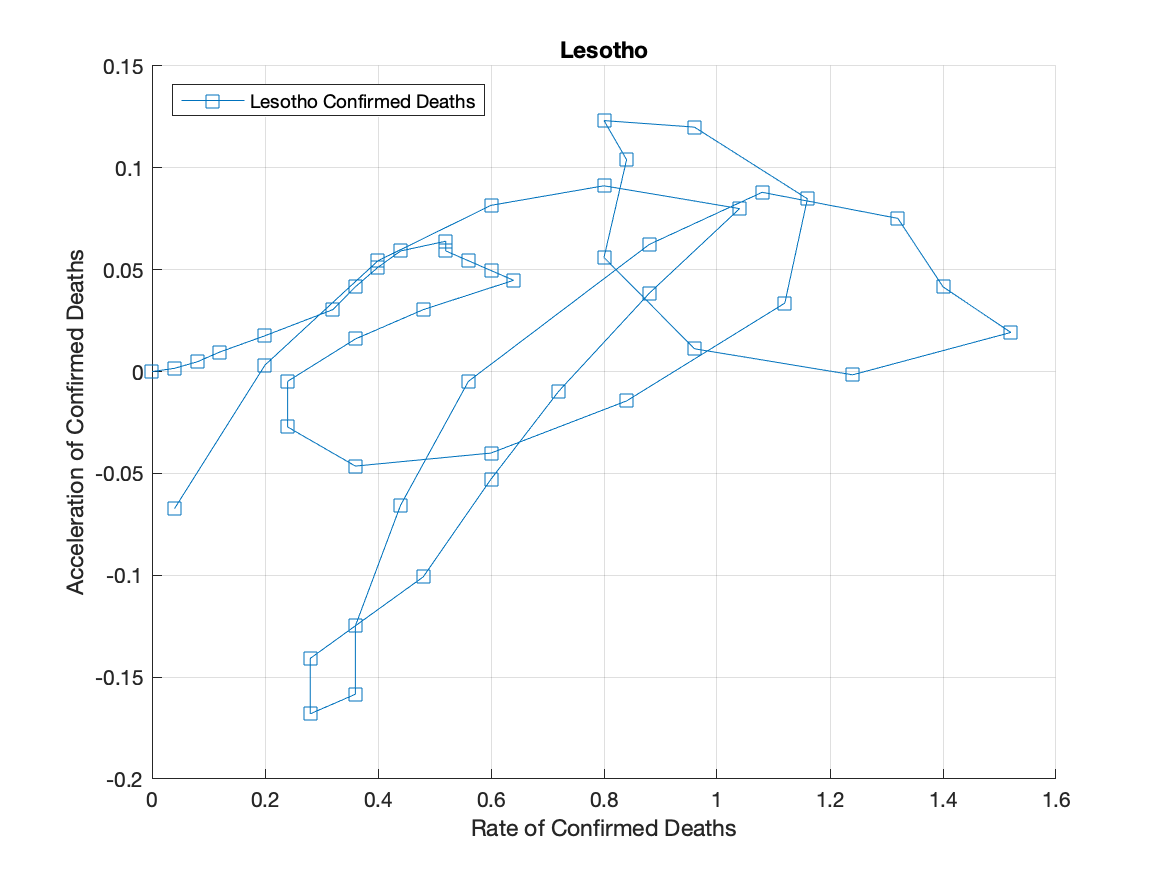 Lesotho
Lesotho Confirmed Deaths
0.15
0.1
0.05
0
-0.05
-0.1
-0.15
-0.2
Acceleration of Confirmed Deaths
0 0.2 0.4 0.6 0.8 1 1.2 1.4 1.6
Rate of Confirmed Deaths